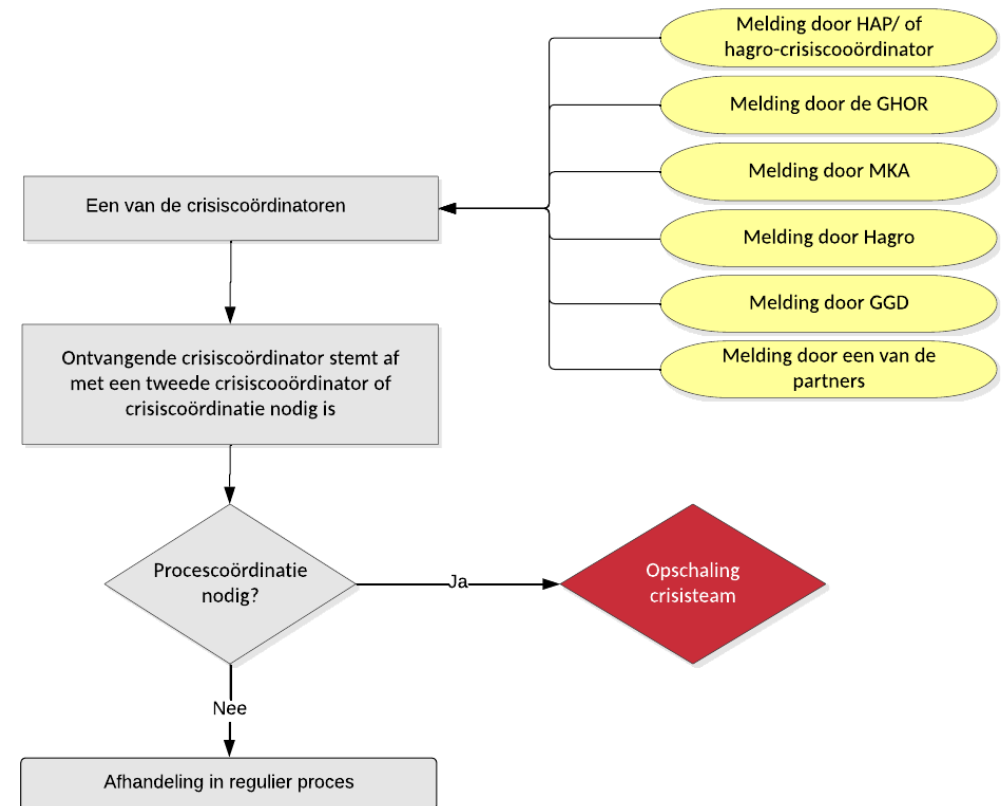 Melding door HAP/ of
hagro-crisiscooördinator
Melding door de GHOR
Melding door MKA
Een van de crisiscoördinatoren
Melding door Hagro
Melding door GGD
Melding door een van de
partners
Ontvangende crisiscoördinator stemt af
met een tweede crisiscooördinator of
crisiscoördinatie nodig is
Procescoördinatie
nodig?
Ja
Opschaling
crisisteam
Nee
Afhandeling in regulier proces